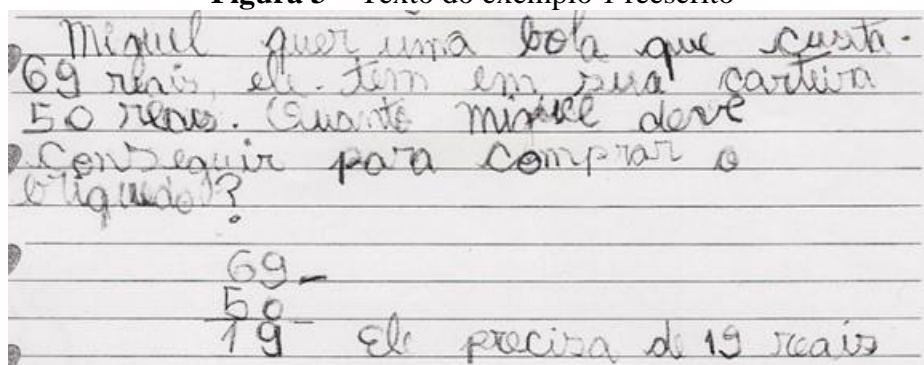 Figura 3 – Texto do exemplo 1 reescrito
Miguel quer uma bola que custa
69 reais, ele tem em sua carteira
50 reais. Quanto Miguel deve
conseguir para comprar o
briquedo?
69 –
50
19 Ele precisa de 19 reais